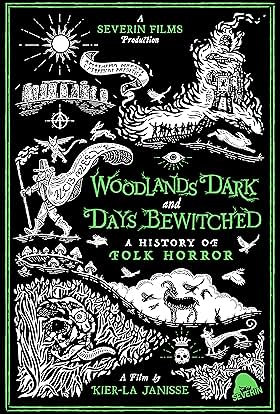 A
SEVERIN FILMS
Production
WOODLANDS DARK
and
DAYS BEWITCHED
A HISTORY OF
FOLK HORROR
A Film by
KIER-LA JANISSE
SEVERIN